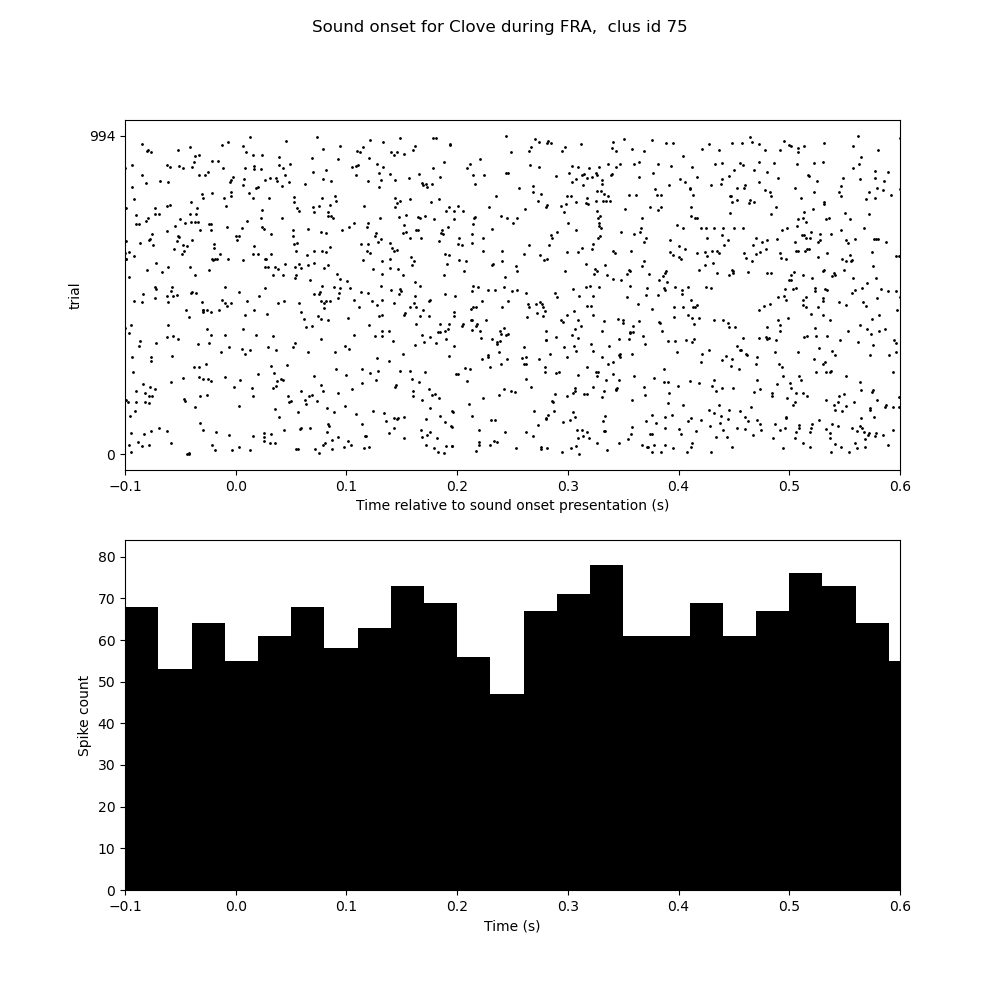 Sound onset for Clove during FRA,  clus id 75
994
trial
0
−0.1 0.0 0.1 0.2 0.3 0.4 0.5 0.6
Time relative to sound onset presentation (s)
80
70
60
50
Spike count
40
30
20
10
0
−0.1 0.0 0.1 0.2 0.3 0.4 0.5 0.6
Time (s)